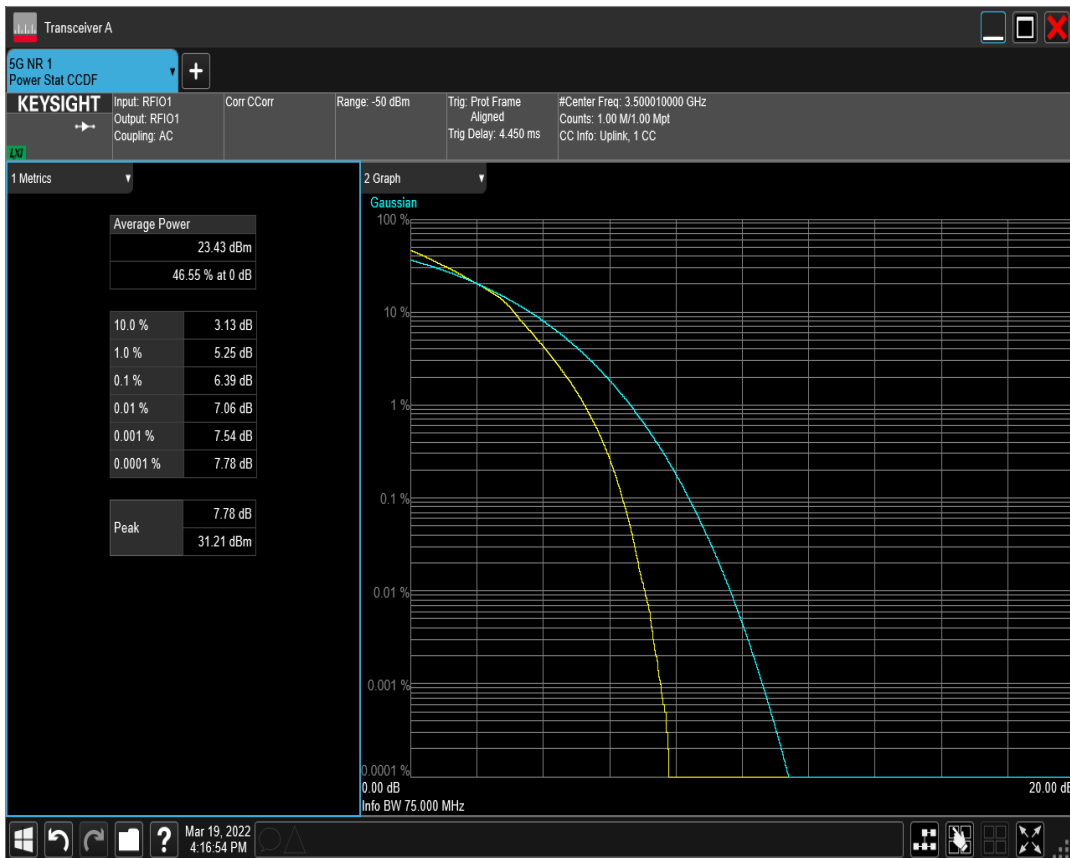 Transceiver A
5G NR 1
Power Stat CCDF
+
KEYSIGHT
LXI
Input: RFIO1
Output: RFIO1
Coupling: AC
Corr CCorr
Range: -50 dBm
Trig: Prot Frame
Aligned
Trig Delay: 4.450 ms
#Center Freq: 3.500010000 GHz
Counts: 1.00 M/1.00 Mpt
CC Info: Uplink, 1 CC
1 Metrics
Average Power
23.43 dBm
46.55 % at 0 dB
10.0 % 3.13 dB
1.0 % 5.25 dB
0.1 % 6.39 dB
0.01 % 7.06 dB
0.001 % 7.54 dB
0.0001 % 7.78 dB
Peak
7.78 dB
31.21 dBm
2 Graph
Gaussian
100 %
10 %
1 %
0.1 %
0.01 %
0.001 %
0.0001 %
0.00 dB 20.00 dB
Info BW 75.000 MHz
?
Mar 19, 2022
4:16:54 PM